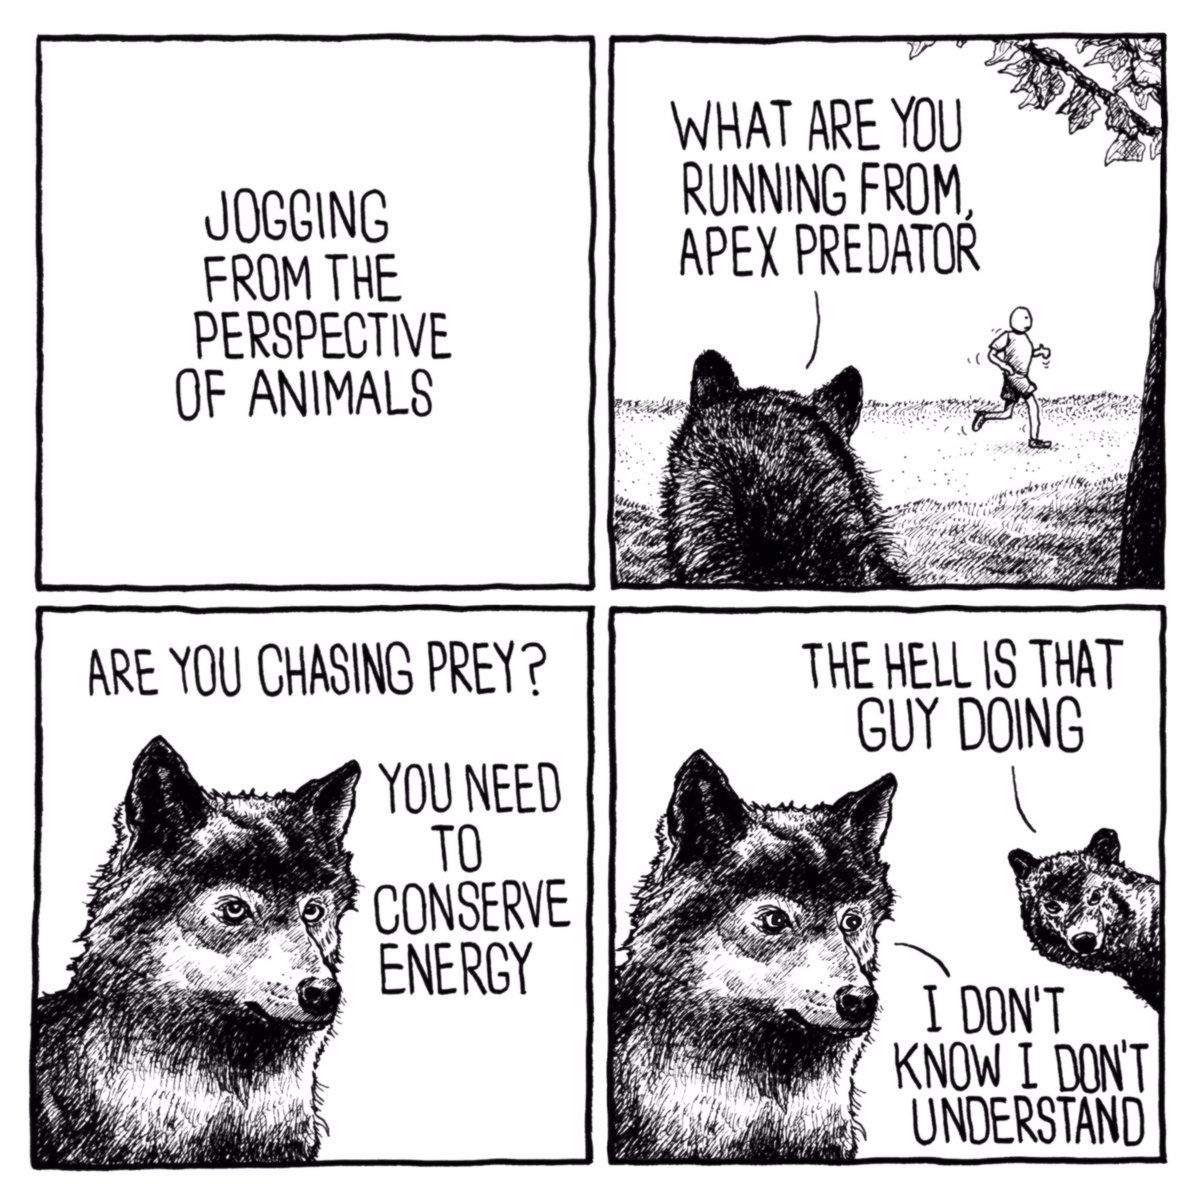 JOGGING
FROM THE
PERSPECTIVE
OF ANIMALS
WHAT ARE YOU
RUNNING FROM,
APEX PREDATOR
ARE YOU CHASING PREY?
YOU NEED
TO
CONSERVE
ENERGY
THE HELL IS THAT
GUY DOING
I DON'T
KNOW I DON'T
UNDERSTAND